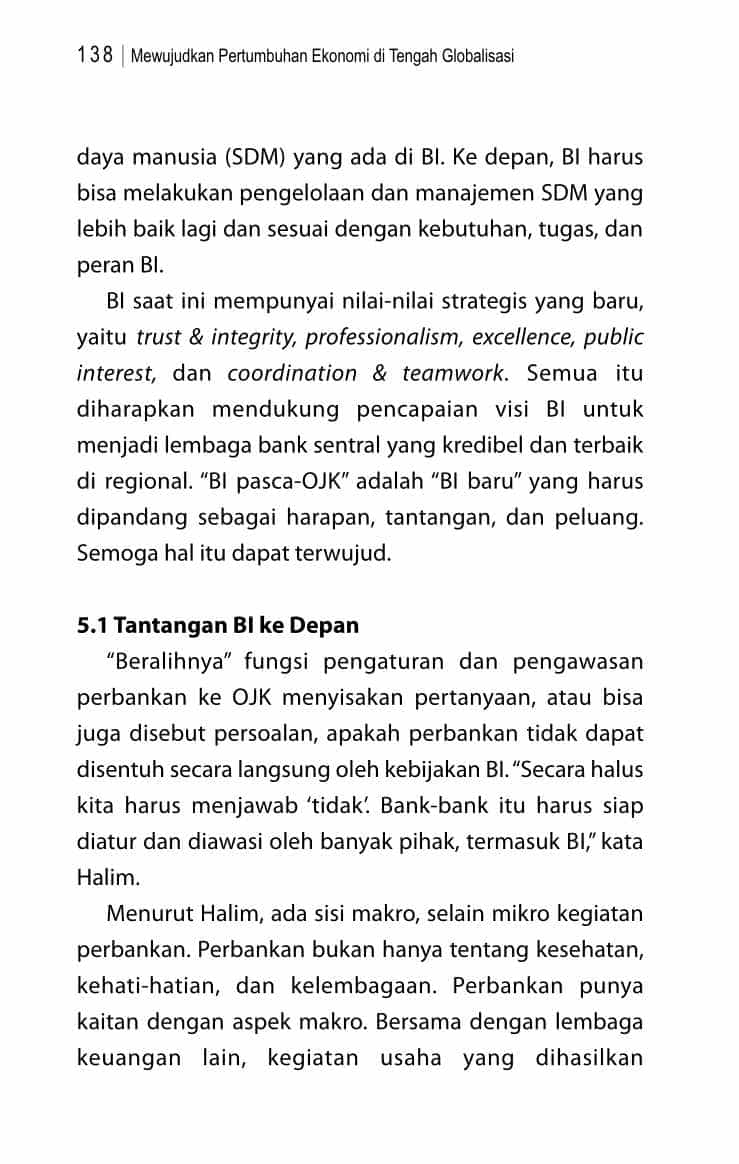 138 | Mewujudkan Pertumbuhan Ekonomi di Tengah Globalisasi
daya manusia (SDM) yang ada di BI. Ke depan, BI harus
bisa melakukan pengelolaan dan manajemen SDM yang
lebih baik lagi dan sesuai dengan kebutuhan, tugas, dan
peran BI.
BI saat ini mempunyai nilai-nilai strategis yang baru,
yaitu trust & integrity, professionalism, excellence, public
interest, dan coordination & teamwork. Semua itu
diharapkan mendukung pencapaian visi BI untuk
menjadi lembaga bank sentral yang kredibel dan terbaik
di regional. “BI pasca-OJK” adalah “BI baru” yang harus
dipandang sebagai harapan, tantangan, dan peluang.
Semoga hal itu dapat terwujud.
5.1 Tantangan BI ke Depan
“Beralihnya” fungsi pengaturan dan pengawasan
perbankan ke OJK menyisakan pertanyaan, atau bisa
juga disebut persoalan, apakah perbankan tidak dapat
disentuh secara langsung oleh kebijakan BI. “Secara halus
kita harus menjawab ‘tidak’. Bank-bank itu harus siap
diatur dan diawasi oleh banyak pihak, termasuk BI,” kata
Halim.
Menurut Halim, ada sisi makro, selain mikro kegiatan
perbankan. Perbankan bukan hanya tentang kesehatan,
kehati-hatian, dan kelembagaan. Perbankan punya
kaitan dengan aspek makro. Bersama dengan lembaga
keuangan lain, kegiatan usaha yang dihasilkan